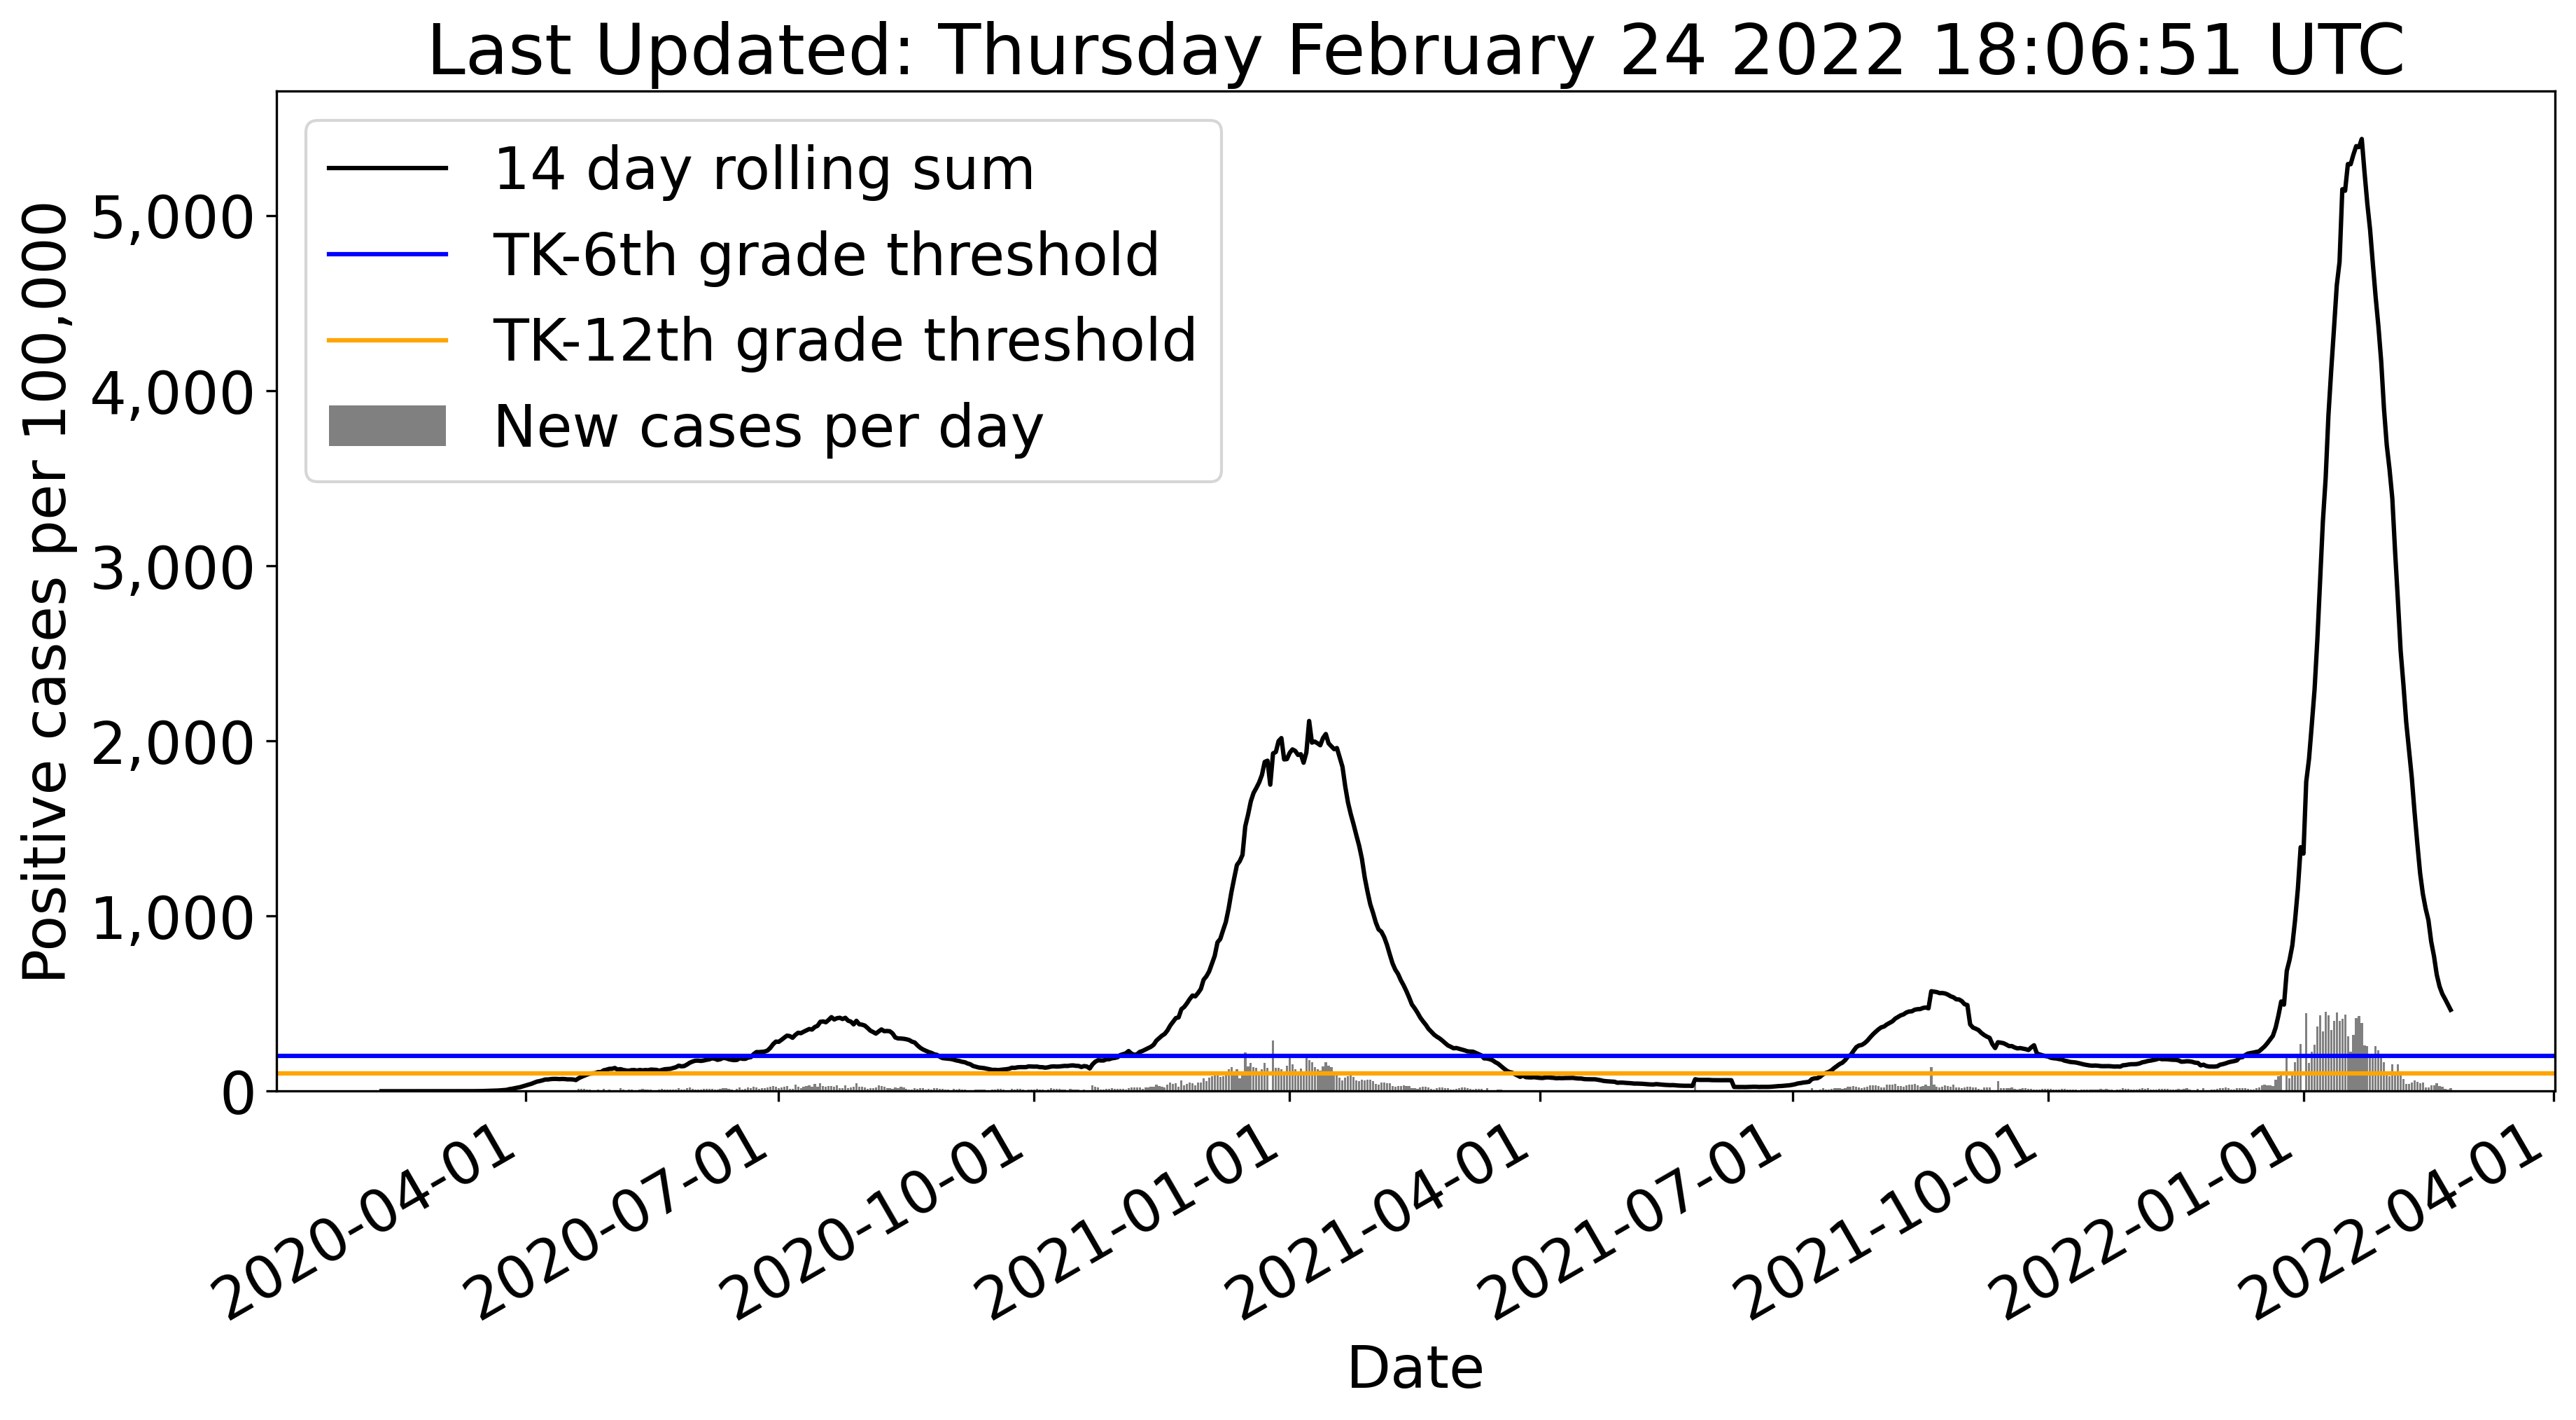 Last Updated: Thursday February 24 2022 18:06:51 UTC
14 day rolling sum
TK-6th grade threshold
TK-12th grade threshold
New cases per day
Positive cases per 100,000
5,000
4,000
3,000
2,000
1,000
0
2020-04-01
2020-07-01
2020-10-01
2021-01-01
2021-04-01
2021-07-01
2021-10-01
2022-01-01
2022-04-01
Date